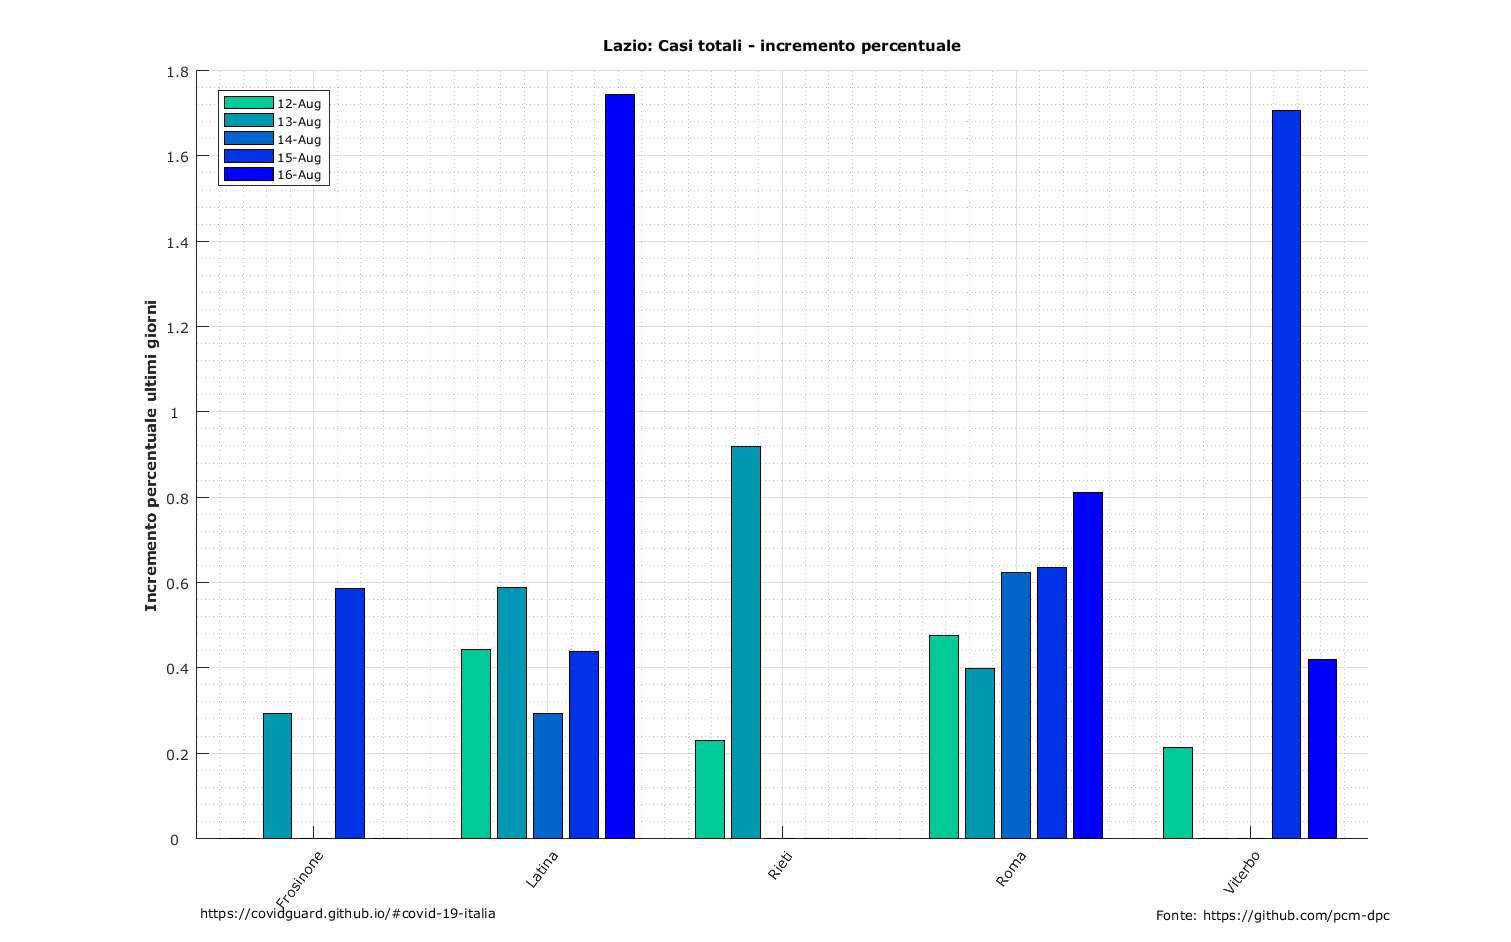 Lazio: Casi totali - incremento percentuale
1.8
1.6
1.4
1.2
1
0.8
0.6
0.4
0.2
0
Incremento percentuale ultimi giorni
12-Aug
13-Aug
14-Aug
15-Aug
16-Aug
Frosinone
Latina
Rieti
Roma
Viterbo
https://covidguard.github.io/#covid-19-italia
Fonte: https://github.com/pcm-dpc